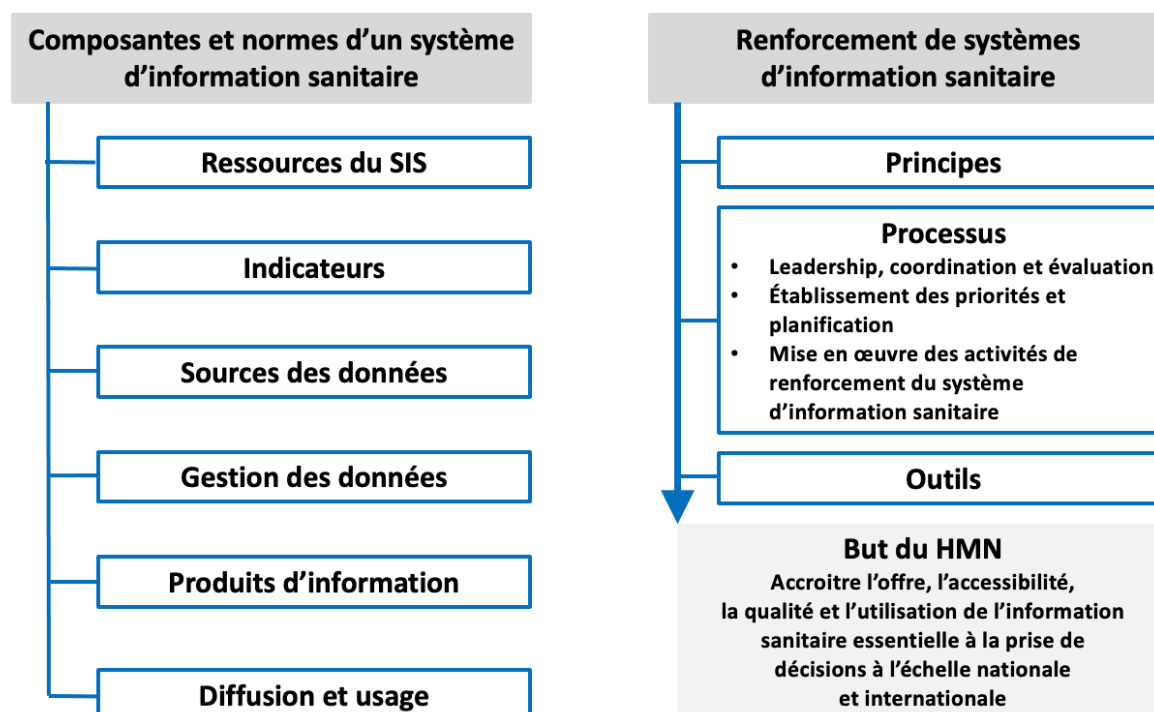 Composantes et normes d’un système
d’information sanitaire
Ressources du SIS
Indicateurs
Sources des données
Gestion des données
Produits d’information
Diffusion et usage
Renforcement de systèmes
d’information sanitaire
Principes
Processus
• Leadership, coordination et évaluation
• Établissement des priorités et
planification
• Mise en œuvre des activités de
renforcement du système
d’information sanitaire
Outils
But du HMN
Accroitre l’offre, l’accessibilité,
la qualité et l’utilisation de l’information
sanitaire essentielle à la prise de
décisions à l’échelle nationale
et internationale